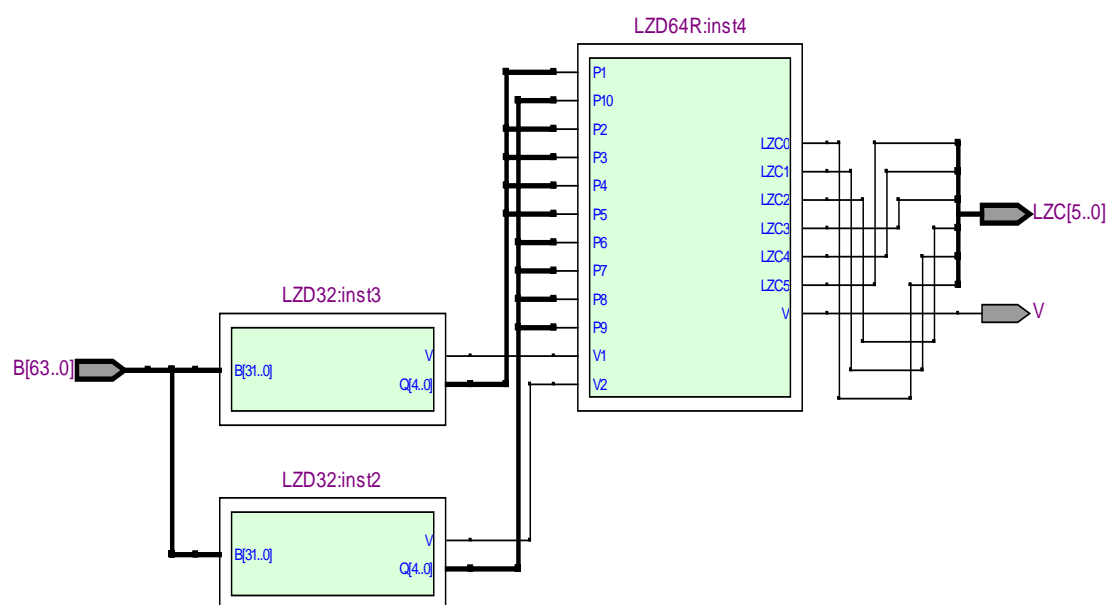 LZD64R:inst4
P1
P10
P2
P3
P4
P5
P6
P7
P8
P9
V1
V2
LZC0
LZC1
LZC2
LZC3
LZC4
LZC5
V
LZC[5..0]
V
LZD32:inst3
B[63..0]
B[31..0]
V
Q[4..0]
LZD32:inst2
B[31..0]
V
Q[4..0]